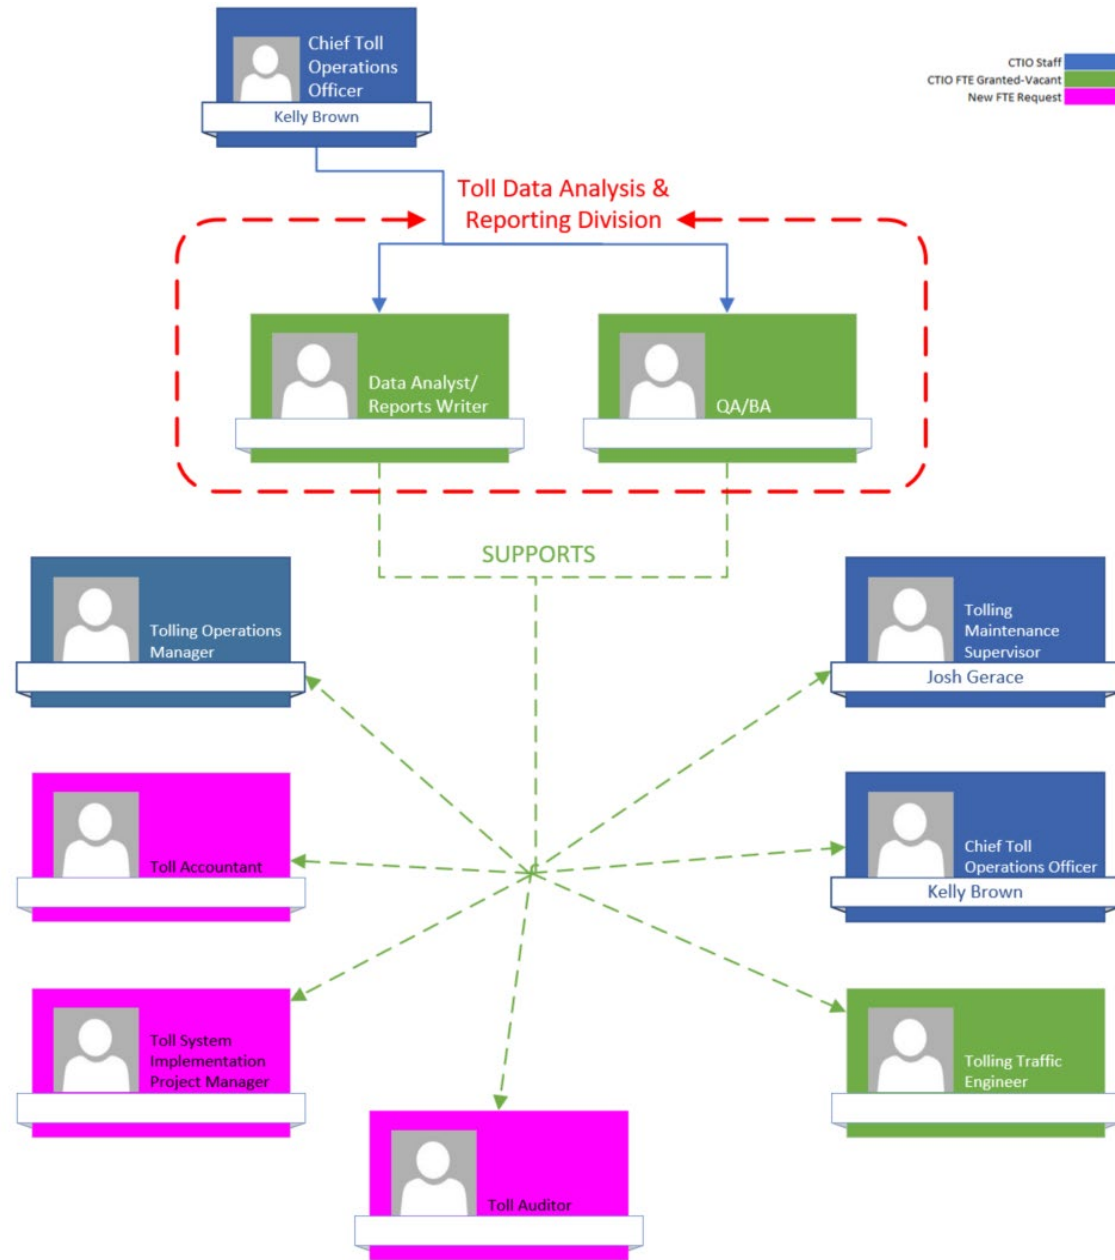 Chief Toll
Operations
Officer
Kelly Brown
CTIO Staff
CTIO FTE Granted-Vacant
New FTE Request
Toll Data Analysis &
Reporting Division
Data Analyst/
Reports Writer
QA/BA
SUPPORTS
Tolling Operations
Manager
Tolling
Maintenance
Supervisor
Josh Gerace
Toll Accountant
Chief Toll
Operations Officer
Kelly Brown
Toll System
Implementation
Project Manager
Tolling Traffic
Engineer
Toll Auditor